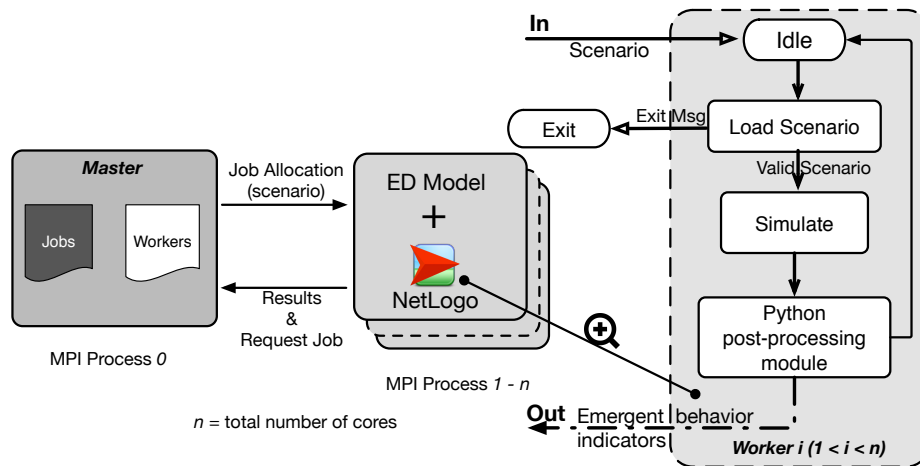 Master
Jobs
Workers
MPI Process 0
Job Allocation
(scenario)
Results
&
Request Job
ED Model
+
NetLogo
MPI Process 1 - n
n = total number of cores
In
Scenario
Idle
Exit Msg
Exit
Load Scenario
Valid Scenario
Simulate
Python
post-processing
module
Out
Emergent behavior
indicators
Worker i (1 < i < n)